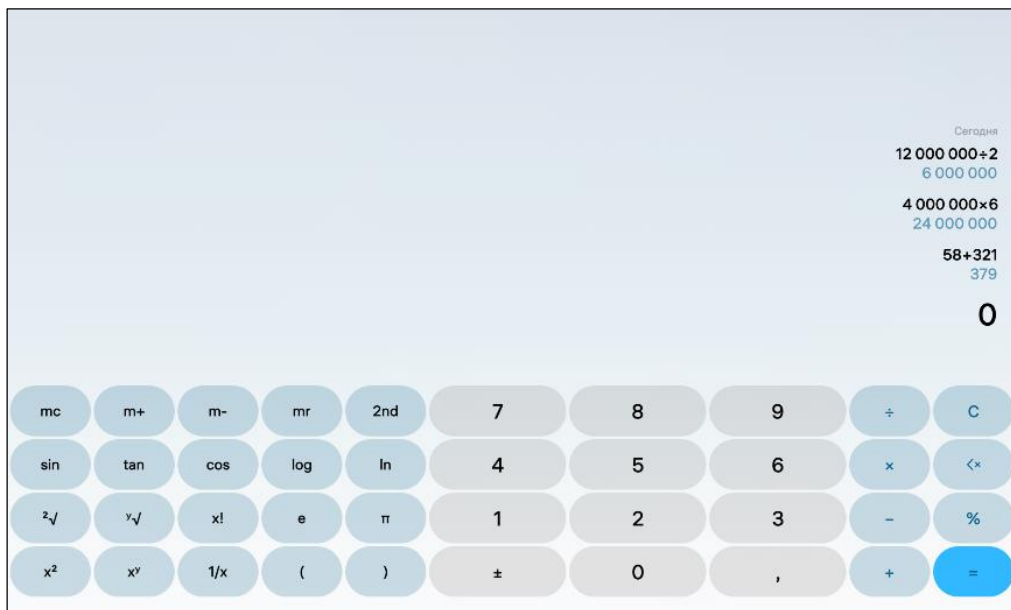 Сегодня
12 000 000÷2
6 000 000
4 000 000×6
24 000 000
58+321
379
0
mc m+ m- mr 2nd 7 8 9 ÷ C
sin tan cos log ln 4 5 6 ×
²√ ʸ√ x! e π 1 2 3 − %
x² xʸ 1/x ( ) ± 0 , + =